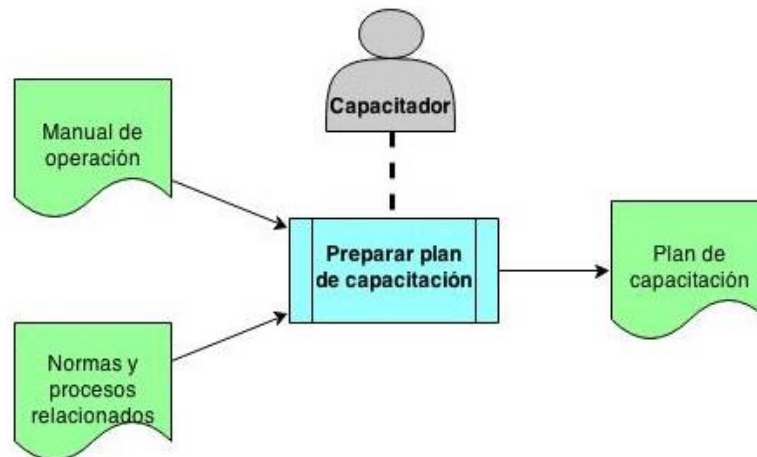 Capacitador
Manual de
operación
Preparar plan
de capacitación
Plan de
capacitación
Normas y
procesos
relacionados